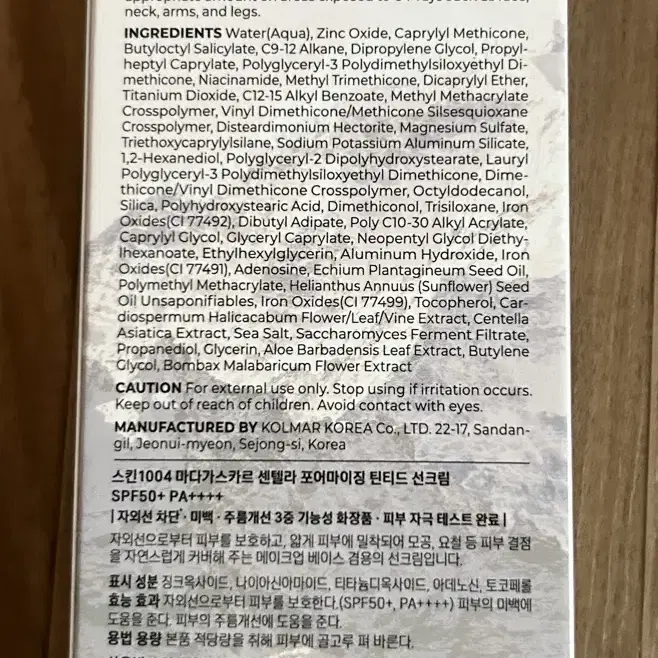 neck, arms, and legs.
INGREDIENTS Water(Aqua), Zinc Oxide, Caprylyl Methicone,
Butyloctyl Salicylate, C9-12 Alkane, Dipropylene Glycol, Propyl-
heptyl Caprylate, Polyglyceryl-3 Polydimethylsiloxyethyl Di-
methicone, Niacinamide, Methyl Trimethicone, Dicaprylyl Ether,
Titanium Dioxide, C12-15 Alkyl Benzoate, Methyl Methacrylate
Crosspolymer, Vinyl Dimethicone/Methicone Silsesquioxane
Crosspolymer, Disteardimonium Hectorite, Magnesium Sulfate,
Triethoxycaprylylsilane, Sodium Potassium Aluminum Silicate,
1,2-Hexanediol, Polyglyceryl-2 Dipolyhydroxystearate, Lauryl
Polyglyceryl-3 Polydimethylsiloxyethyl Dimethicone, Dime-
thicone/Vinyl Dimethicone Crosspolymer, Octyldodecanol,
Silica, Polyhydroxystearic Acid, Dimethiconol, Trisiloxane, Iron
Oxides(CI 77492), Dibutyl Adipate, Poly C10-30 Alkyl Acrylate,
Caprylyl Glycol, Glyceryl Caprylate, Neopentyl Glycol Diethy-
lhexanoate, Ethylhexylglycerin, Aluminum Hydroxide, Iron
Oxides(CI 77491), Adenosine, Echium Plantagineum Seed Oil,
Polymethyl Methacrylate, Helianthus Annuus (Sunflower) Seed
Oil Unsaponifiables, Iron Oxides(CI 77499), Tocopherol, Car-
diospermum Halicacabum Flower/Leaf/Vine Extract, Centella
Asiatica Extract, Sea Salt, Saccharomyces Ferment Filtrate,
Propanediol, Glycerin, Aloe Barbadensis Leaf Extract, Butylene
Glycol, Bombax Malabaricum Flower Extract
CAUTION For external use only. Stop using if irritation occurs.
Keep out of reach of children. Avoid contact with eyes.
MANUFACTURED BY KOLMAR KOREA Co., LTD. 22-17, Sandan-
gil, Jeonui-myeon, Sejong-si, Korea
스킨1004 마다가스카르 센텔라 포어마이징 틴티드 선크림
SPF50+ PA++++
| 자외선 차단·미백·주름개선 3중 기능성 화장품·피부 자극 테스트 완료 |
자외선으로부터 피부를 보호하고, 얇게 피부에 밀착되어 모공, 요철 등 피부 결점
을 자연스럽게 커버해 주는 메이크업 베이스 겸용의 선크림입니다.
표시 성분 징크옥사이드, 나이아신아마이드, 티타늄디옥사이드, 아데노신, 토코페롤
효능 효과 자외선으로부터 피부를 보호한다.(SPF50+, PA++++) 피부의 미백에
도움을 준다. 피부의 주름개선에 도움을 준다.
용법 용량 본품 적당량을 취해 피부에 골고루 펴 바른다.